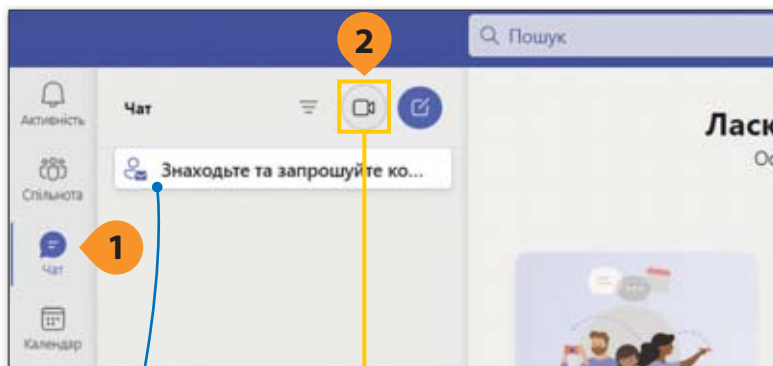 2
Пошук
Активність
Чат
Ласк
Ос
Знаходьте та запрошуйте ко...
Спільнота
1
Чат
Календар